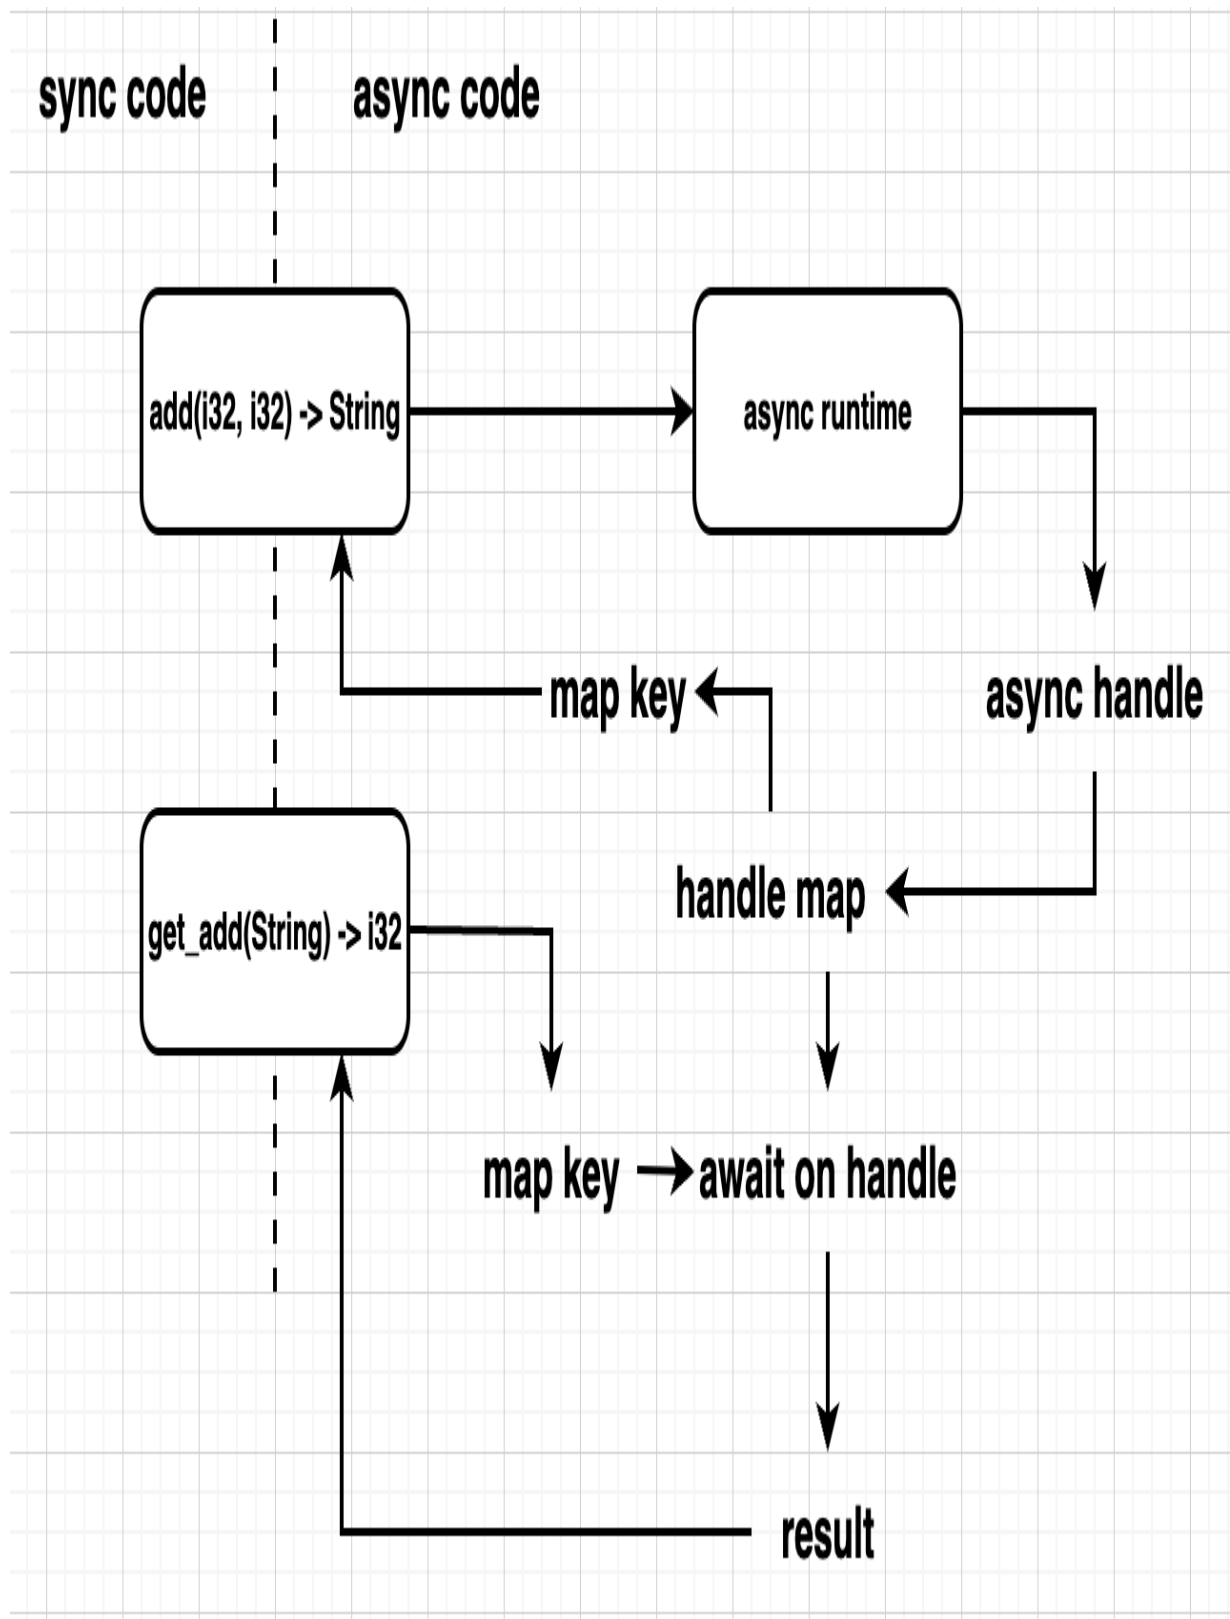 sync code
async code
add(i32, i32) -> String
async runtime
map key
async handle
handle map
get_add(String) -> i32
map key
await on handle
result